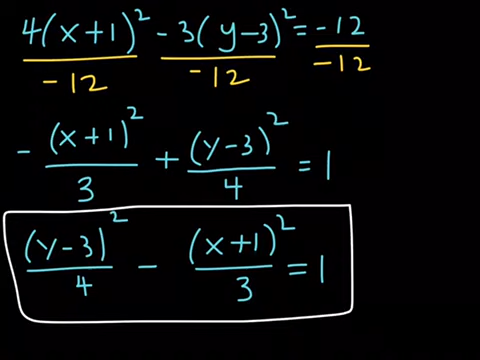 4(x+1)² - 3(y-3)² = -12
-12 -12 -12
- (x+1)²/3 + (y-3)²/4 = 1
(y-3)²/4 - (x+1)²/3 = 1